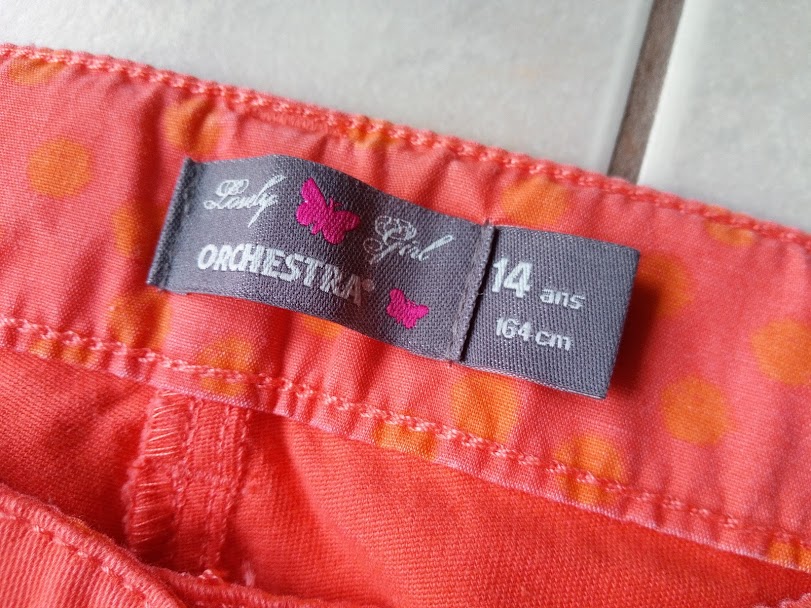 Lovely Girl
ORCHESTRA®
14 ans
164 cm